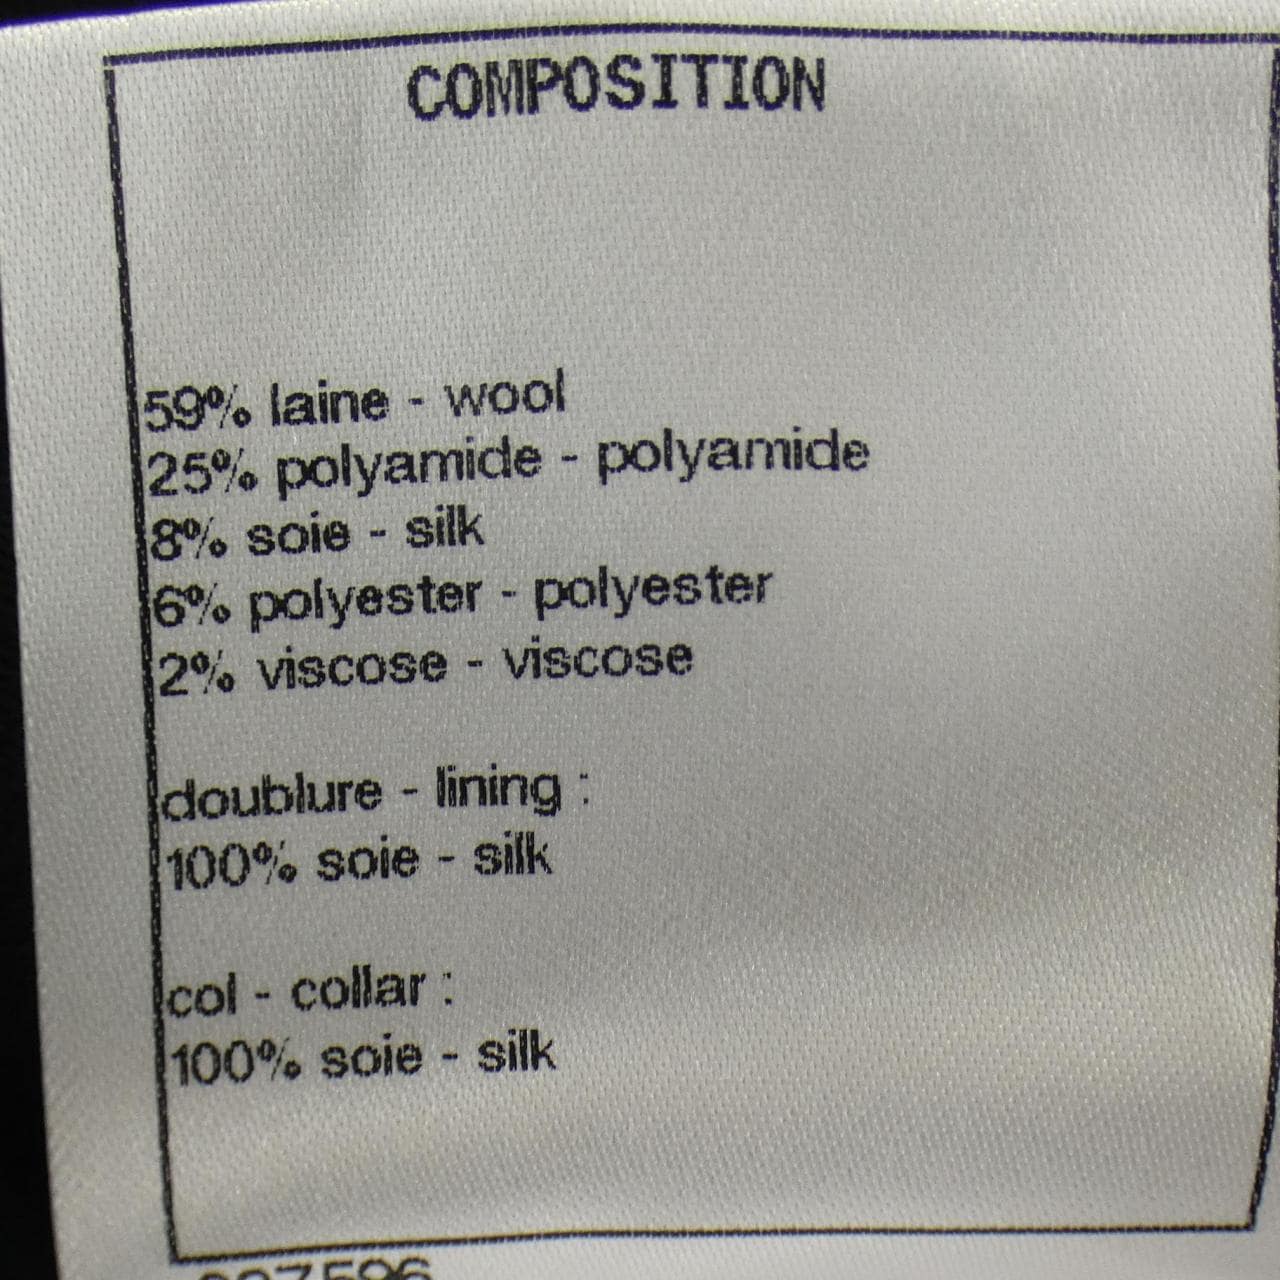 COMPOSITION
59% laine - wool
25% polyamide - polyamide
8% soie - silk
6% polyester - polyester
2% viscose - viscose
doublure - lining :
100% soie - silk
col - collar :
100% soie - silk